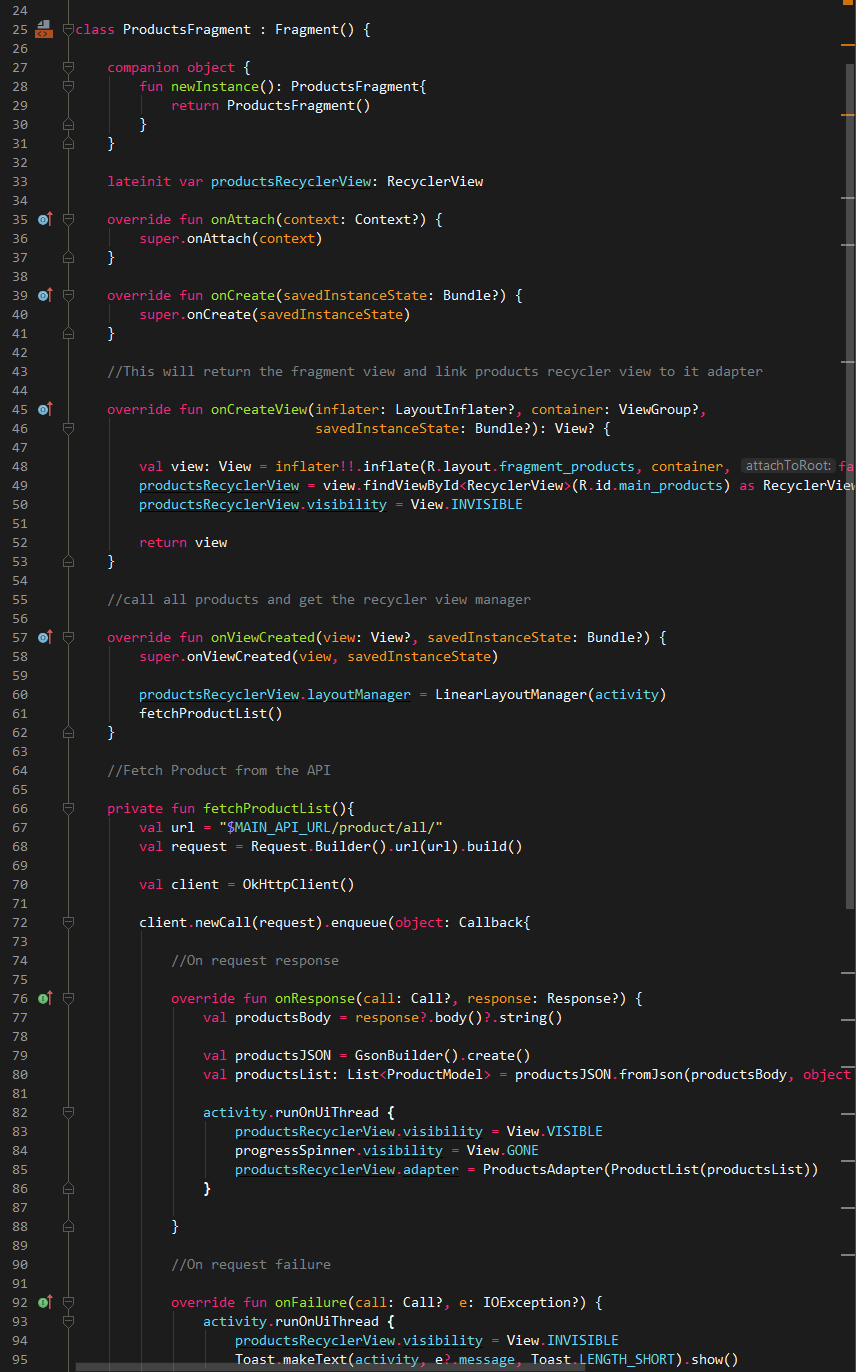 24
25 class ProductsFragment : Fragment() {
26
27 companion object {
28 fun newInstance(): ProductsFragment{
29 return ProductsFragment()
30 }
31 }
32
33 lateinit var productsRecyclerView: RecyclerView
34
35 override fun onAttach(context: Context?) {
36 super.onAttach(context)
37 }
38
39 override fun onCreate(savedInstanceState: Bundle?) {
40 super.onCreate(savedInstanceState)
41 }
42
43 //This will return the fragment view and link products recycler view to it adapter
44
45 override fun onCreateView(inflater: LayoutInflater?, container: ViewGroup?,
46 savedInstanceState: Bundle?): View? {
47
48 val view: View = inflater!!.inflate(R.layout.fragment_products, container, attachToRoot: fa
49 productsRecyclerView = view.findViewById<RecyclerView>(R.id.main_products) as RecyclerView
50 productsRecyclerView.visibility = View.INVISIBLE
51
52 return view
53 }
54
55 //call all products and get the recycler view manager
56
57 override fun onViewCreated(view: View?, savedInstanceState: Bundle?) {
58 super.onViewCreated(view, savedInstanceState)
59
60 productsRecyclerView.layoutManager = LinearLayoutManager(activity)
61 fetchProductList()
62 }
63
64 //Fetch Product from the API
65
66 private fun fetchProductList(){
67 val url = "$MAIN_API_URL/product/all/"
68 val request = Request.Builder().url(url).build()
69
70 val client = OkHttpClient()
71
72 client.newCall(request).enqueue(object: Callback{
73
74 //On request response
75
76 override fun onResponse(call: Call?, response: Response?) {
77 val productsBody = response?.body()?.string()
78
79 val productsJSON = GsonBuilder().create()
80 val productsList: List<ProductModel> = productsJSON.fromJson(productsBody, object
81
82 activity.runOnUiThread {
83 productsRecyclerView.visibility = View.VISIBLE
84 progressSpinner.visibility = View.GONE
85 productsRecyclerView.adapter = ProductsAdapter(ProductList(productsList))
86 }
87
88 }
89
90 //On request failure
91
92 override fun onFailure(call: Call?, e: IOException?) {
93 activity.runOnUiThread {
94 productsRecyclerView.visibility = View.INVISIBLE
95 Toast.makeText(activity, e?.message, Toast.LENGTH_SHORT).show()